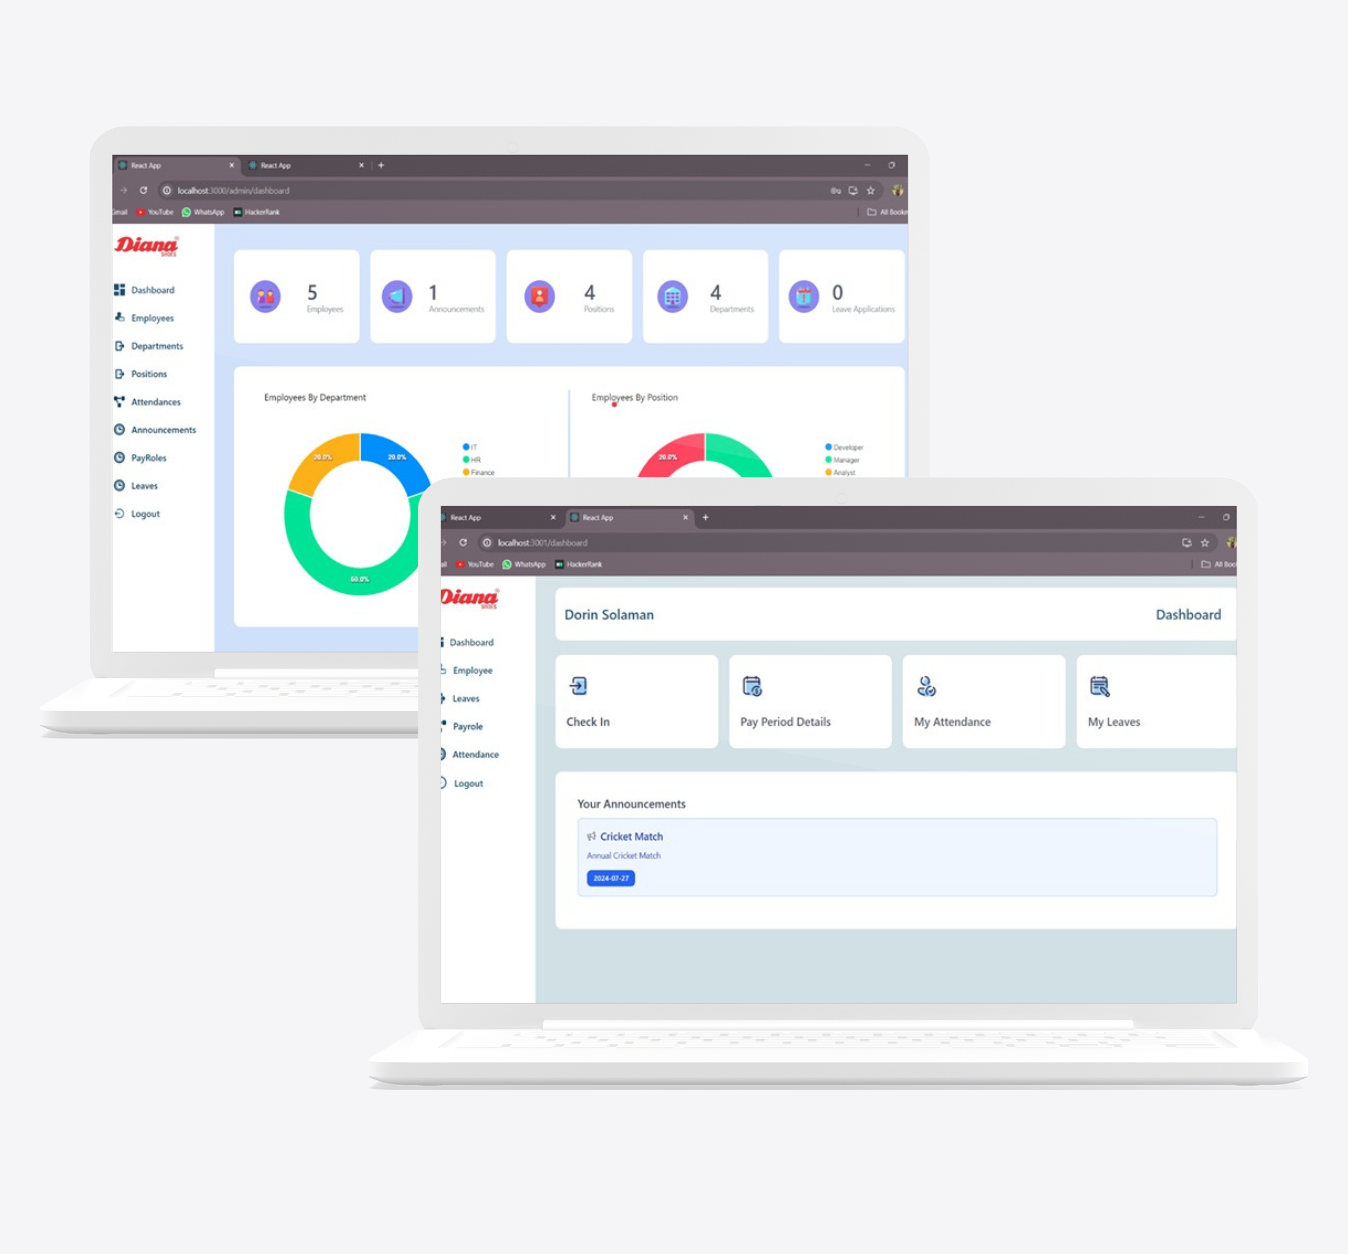 React App
React App
localhost:3000/admin/dashboard
Gmail YouTube WhatsApp HackerRank
Diana
SHOES
Dashboard
Employees
Departments
Positions
Attendances
Announcements
PayRoles
Leaves
Logout
5
Employees
1
Announcements
4
Positions
4
Departments
0
Leave Applications
Employees By Department
20.0%
20.0%
60.0%
IT
HR
Finance
Employees By Position
20.0%
Developer
Manager
Analyst
React App
React App
localhost:3001/dashboard
YouTube WhatsApp HackerRank
Diana
SHOES
Dashboard
Employee
Leaves
Payrole
Attendance
Logout
Dorin Solaman
Dashboard
Check In
Pay Period Details
My Attendance
My Leaves
Your Announcements
Cricket Match
Annual Cricket Match
2024-07-27